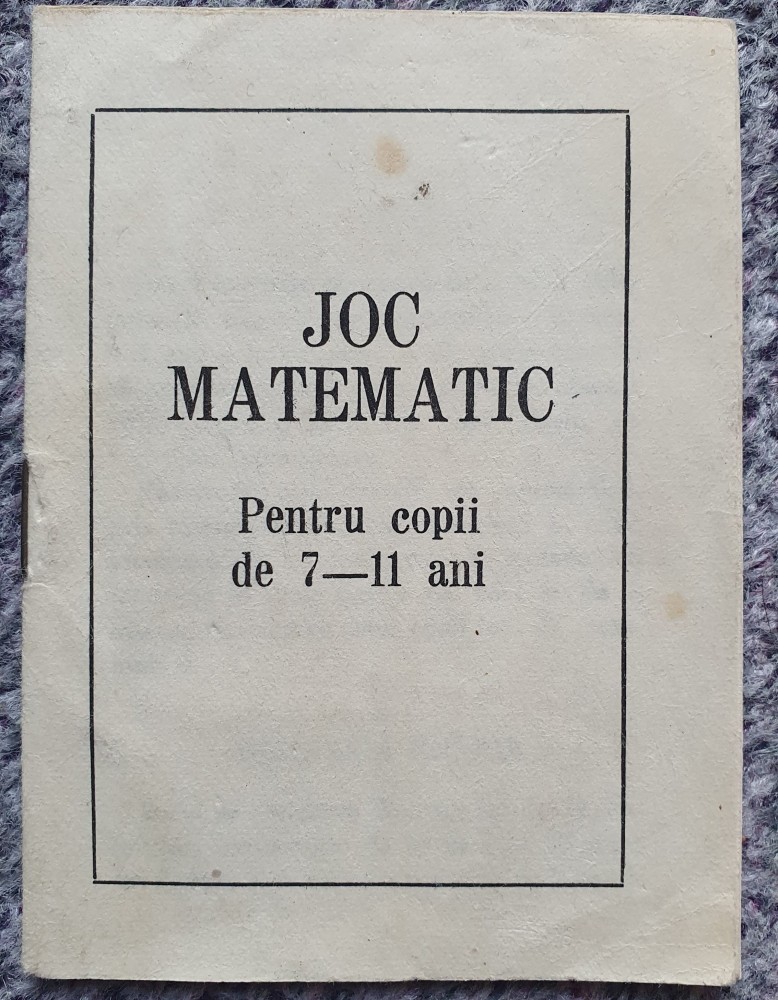 JOC
MATEMATIC
Pentru copii
de 7—11 ani